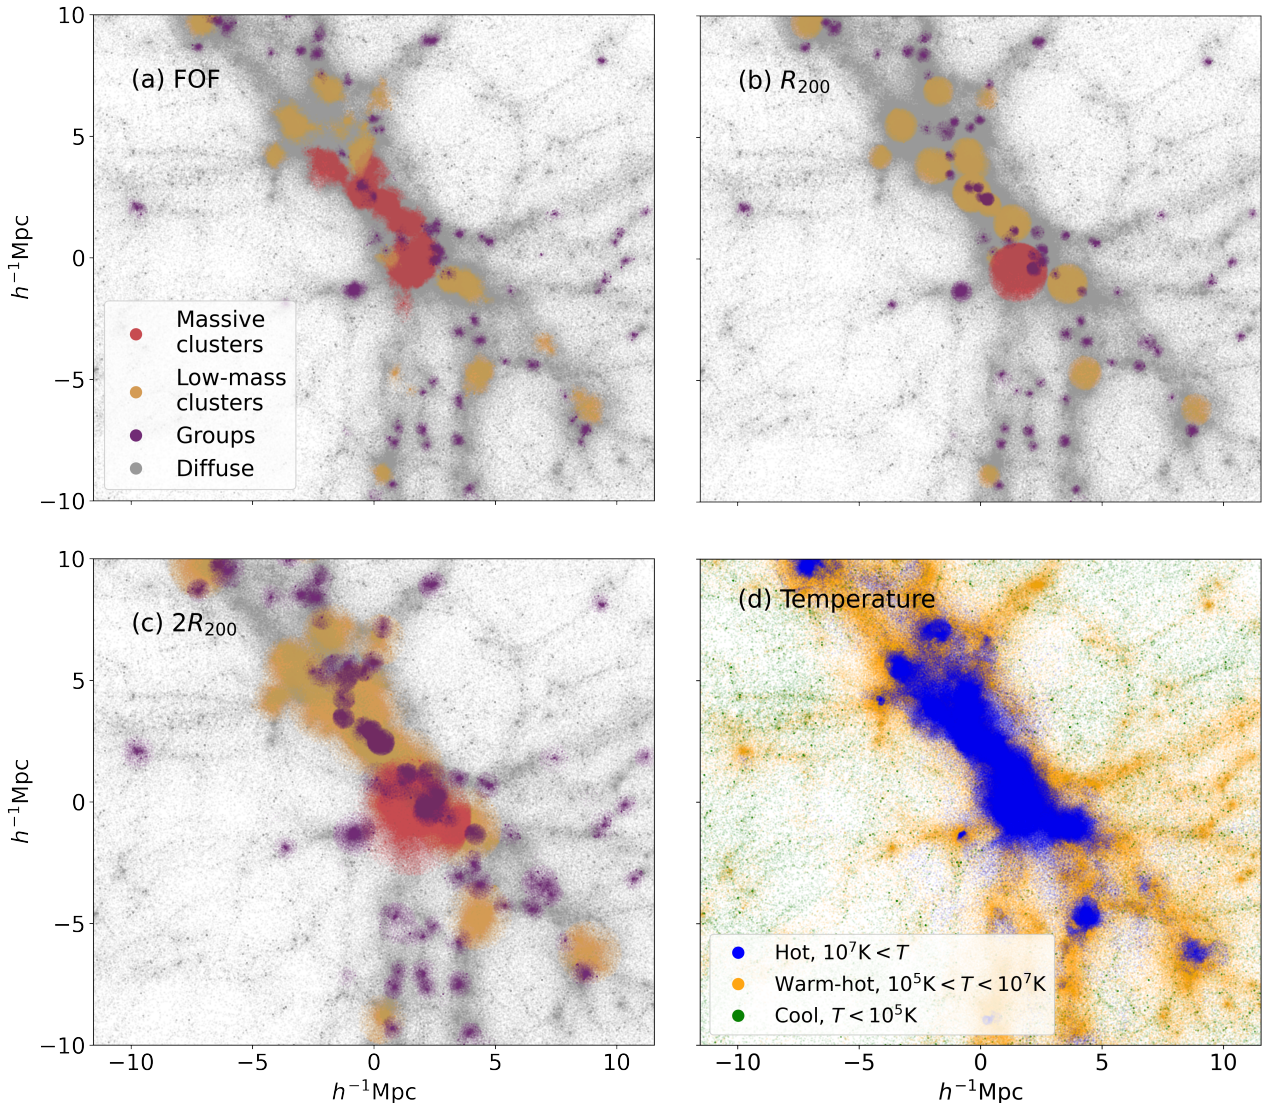 10
5
0
−5
−10
h⁻¹Mpc
(a) FOF
Massive
clusters
Low-mass
clusters
Groups
Diffuse
(b) R₂₀₀
10
5
0
−5
−10
h⁻¹Mpc
(c) 2R₂₀₀
−10
−5
0
5
10
h⁻¹Mpc
(d) Temperature
Hot, 10⁷K < T
Warm-hot, 10⁵K < T < 10⁷K
Cool, T < 10⁵K
−10
−5
0
5
10
h⁻¹Mpc